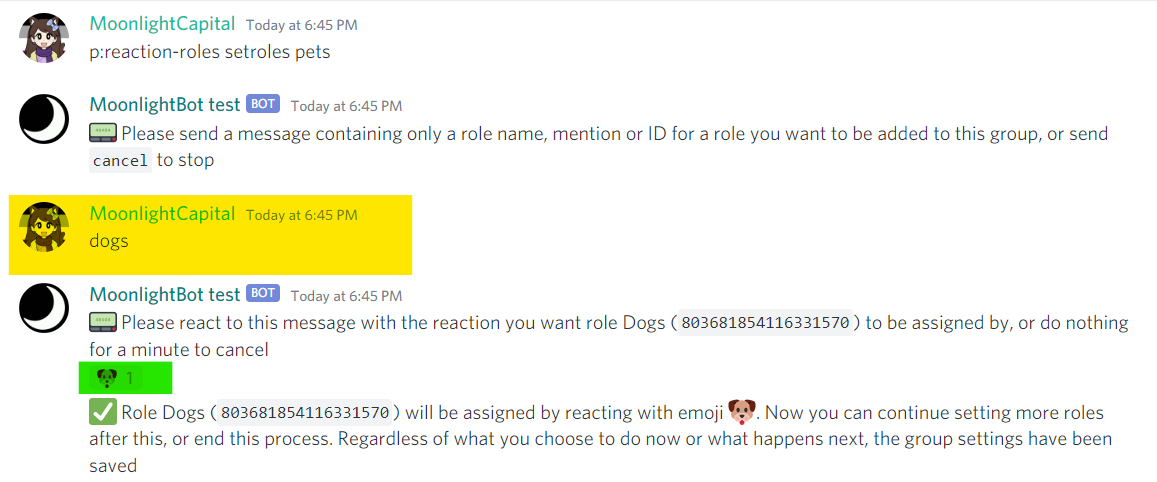 MoonlightCapital Today at 6:45 PM
p:reaction-roles setroles pets
MoonlightBot test BOT Today at 6:45 PM
Please send a message containing only a role name, mention or ID for a role you want to be added to this group, or send
cancel to stop
MoonlightCapital Today at 6:45 PM
dogs
MoonlightBot test BOT Today at 6:45 PM
Please react to this message with the reaction you want role Dogs (803681854116331570) to be assigned by, or do nothing
for a minute to cancel
1
Role Dogs (803681854116331570) will be assigned by reacting with emoji 🐶. Now you can continue setting more roles
after this, or end this process. Regardless of what you choose to do now or what happens next, the group settings have been
saved